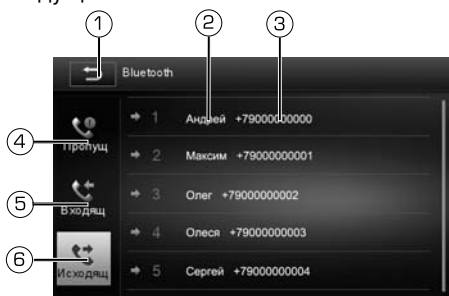 1
2
3
Bluetooth
1 Андрей +79000000000
4
Пропущ
2 Максим +79000000001
5
Входящ
3 Олег +79000000002
4 Олеся +79000000003
6
Исходящ
5 Сергей +79000000004